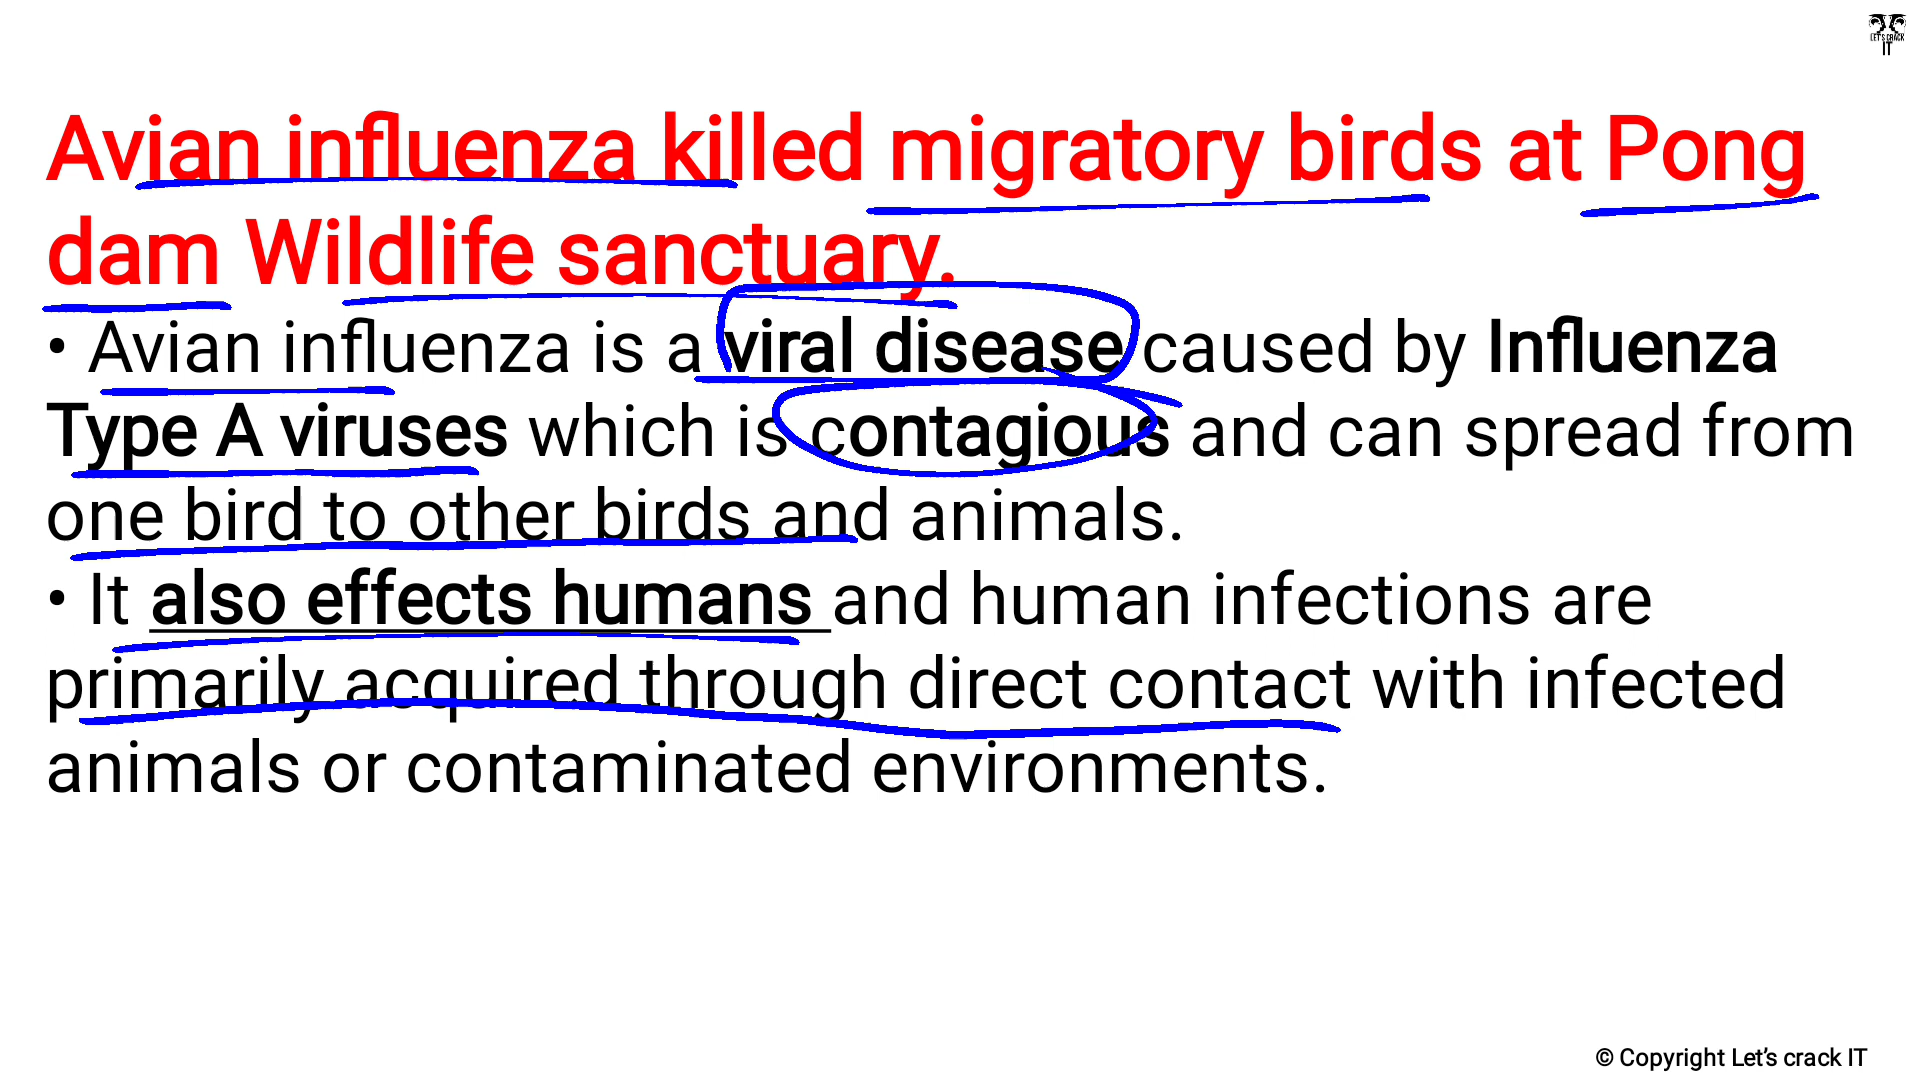 LET'S CRACK
IT
Avian influenza killed migratory birds at Pong
dam Wildlife sanctuary.
• Avian influenza is a viral disease caused by Influenza
Type A viruses which is contagious and can spread from
one bird to other birds and animals.
• It also effects humans and human infections are
primarily acquired through direct contact with infected
animals or contaminated environments.
© Copyright Let's crack IT